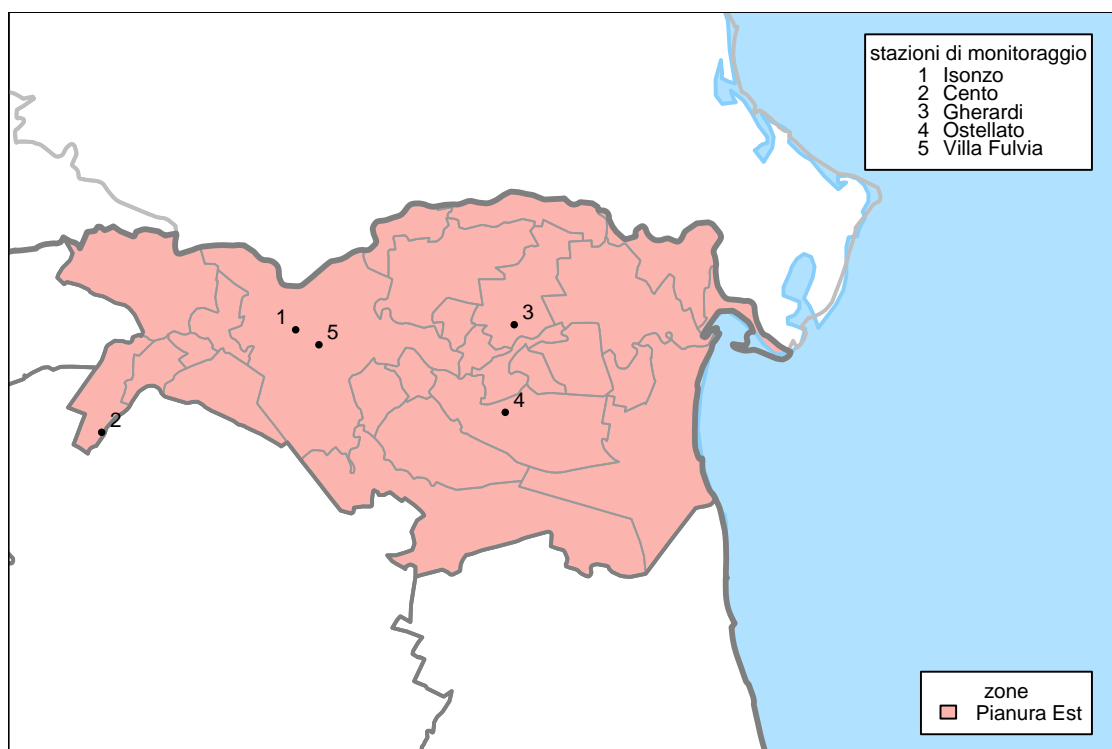 stazioni di monitoraggio
1 Isonzo
2 Cento
3 Gherardi
4 Ostellato
5 Villa Fulvia
3
1
5
4
2
zone
Pianura Est